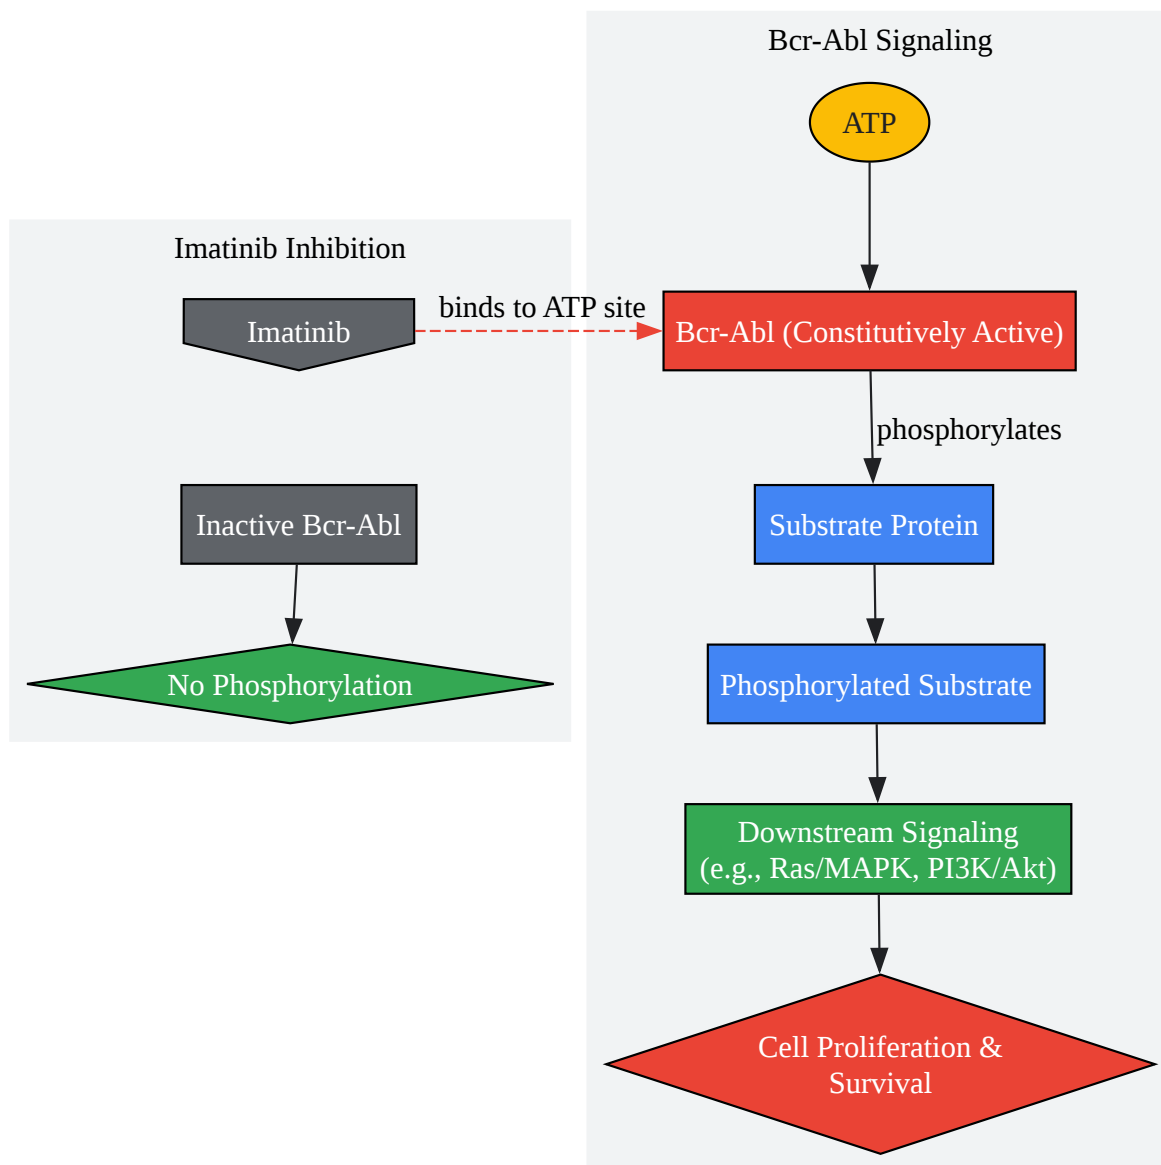 Bcr-Abl Signaling
ATP
Imatinib Inhibition
Imatinib
binds to ATP site
Bcr-Abl (Constitutively Active)
phosphorylates
Inactive Bcr-Abl
Substrate Protein
No Phosphorylation
Phosphorylated Substrate
Downstream Signaling
(e.g., Ras/MAPK, PI3K/Akt)
Cell Proliferation &
Survival